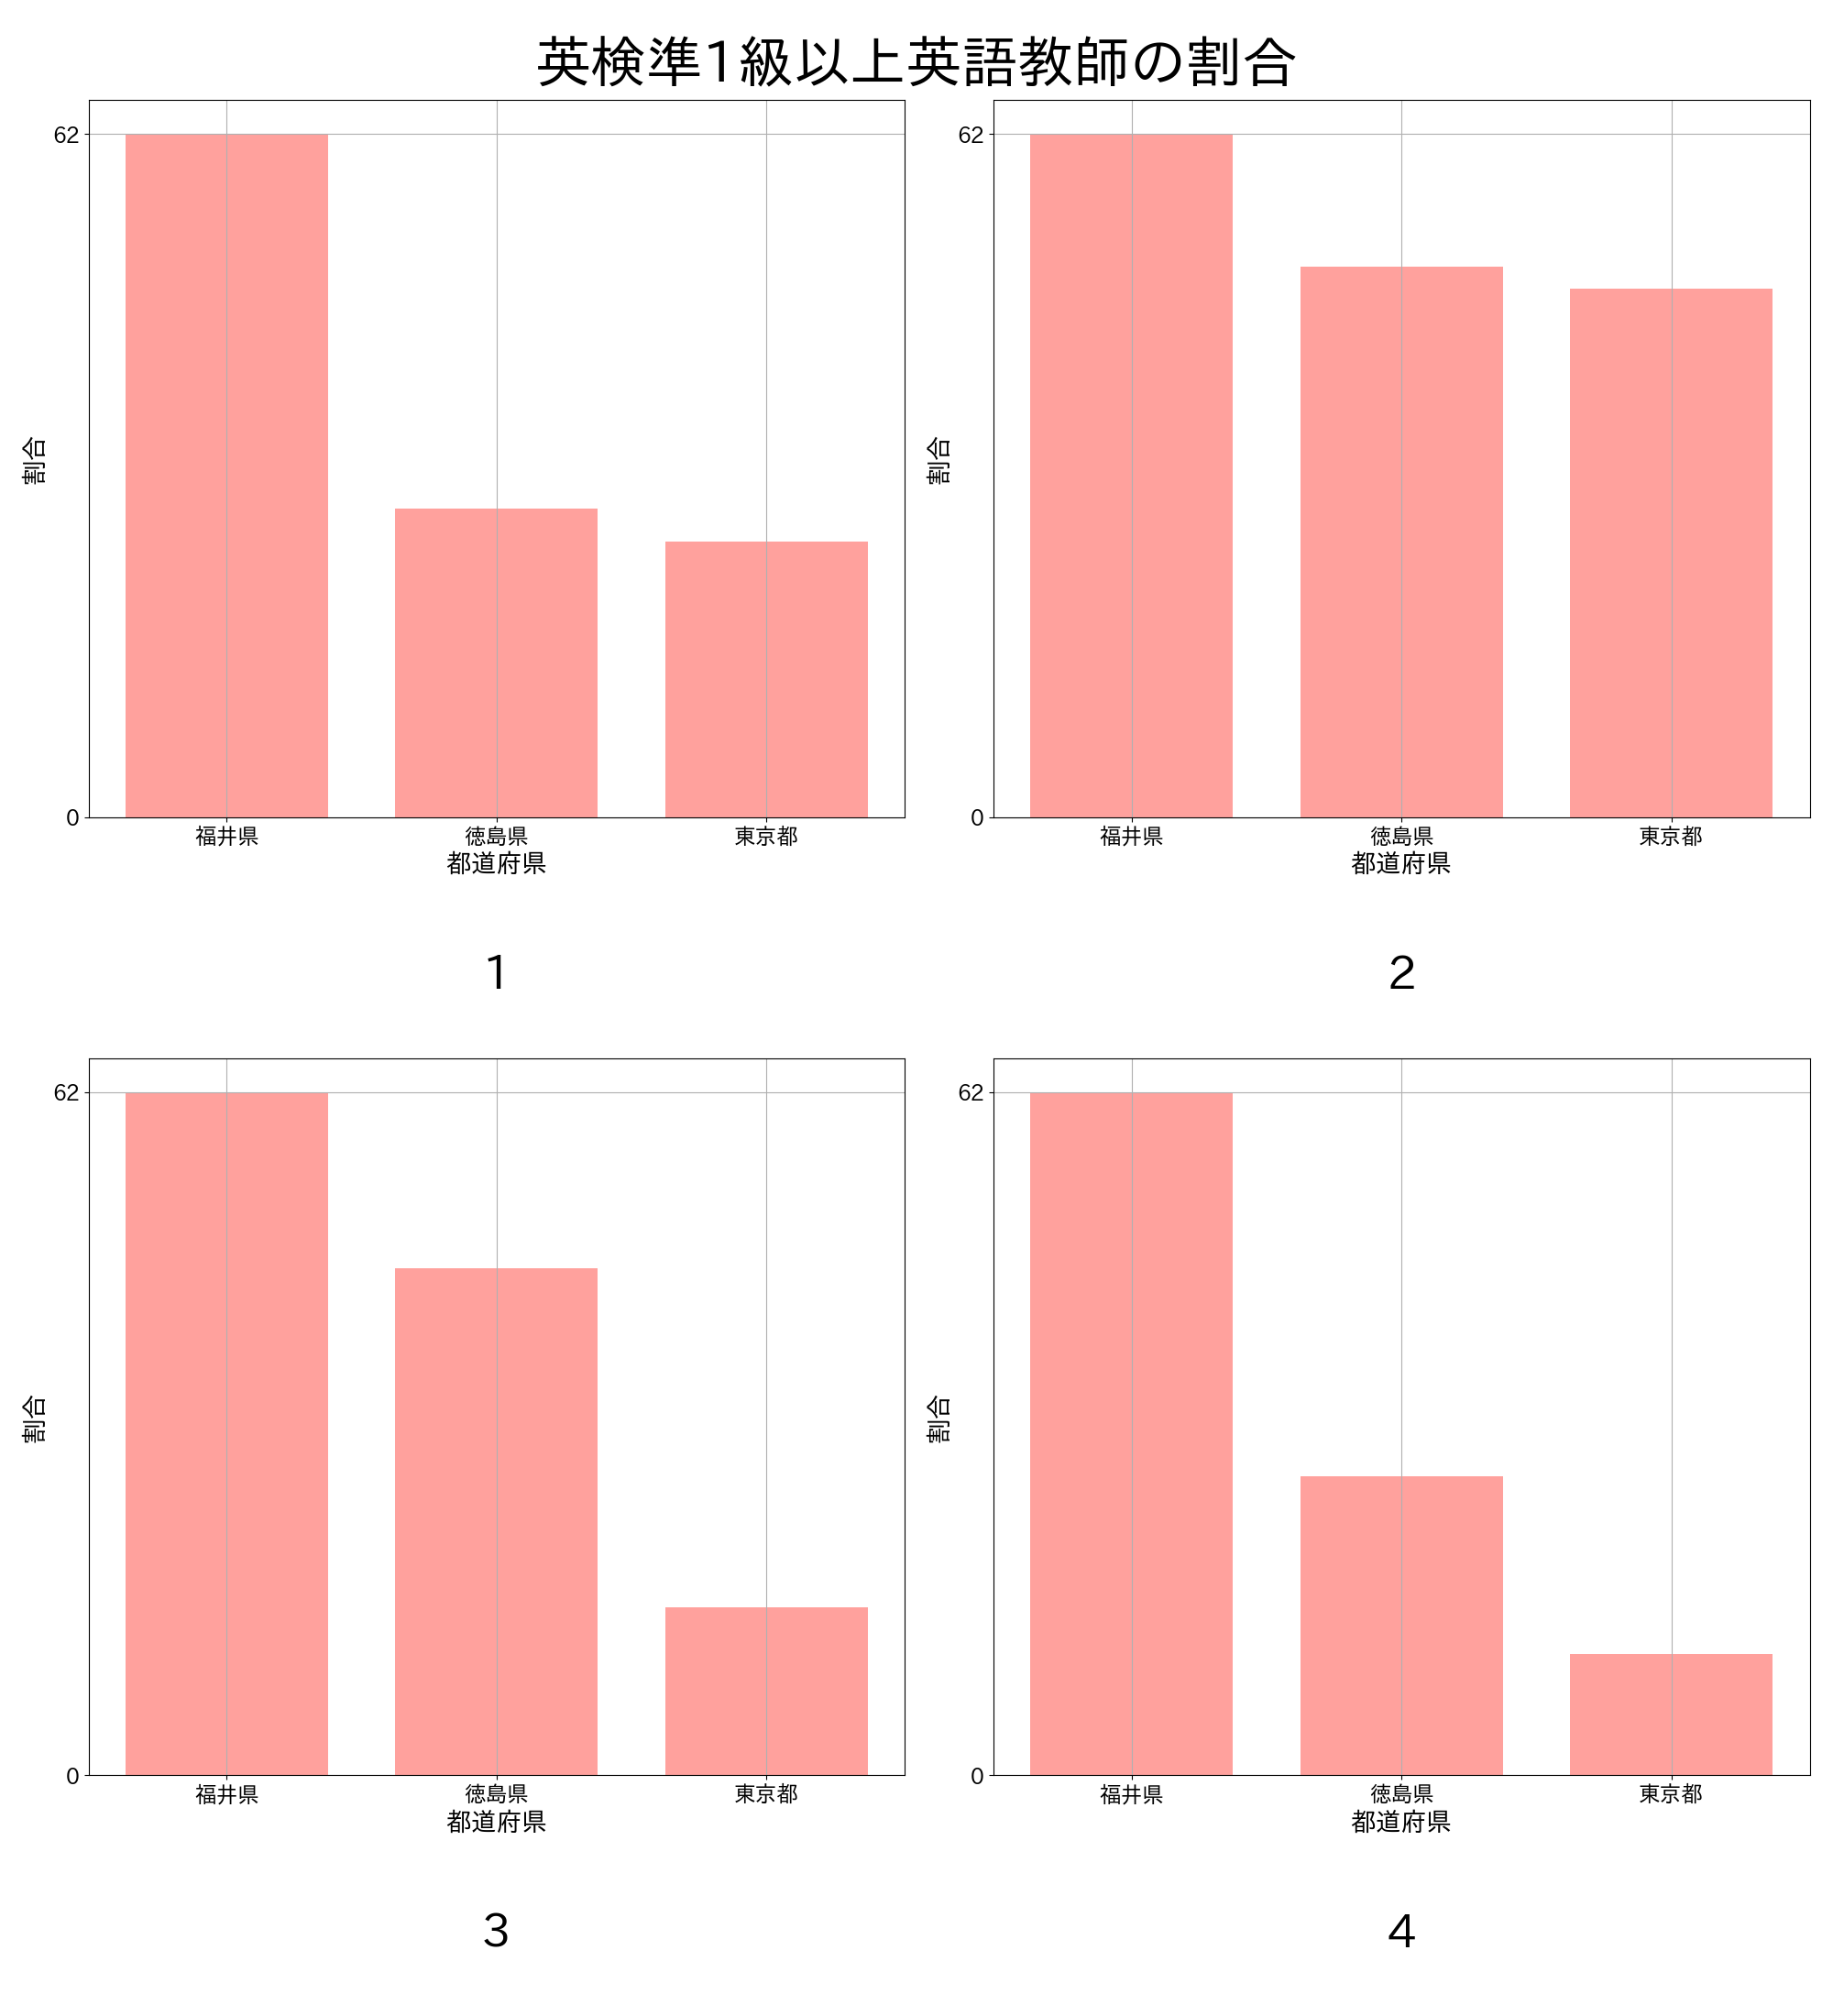 英検準1級以上英語教師の割合
62
0
割合
福井県
徳島県
東京都
都道府県
1
62
0
割合
福井県
徳島県
東京都
都道府県
2
62
0
割合
福井県
徳島県
東京都
都道府県
3
62
0
割合
福井県
徳島県
東京都
都道府県
4